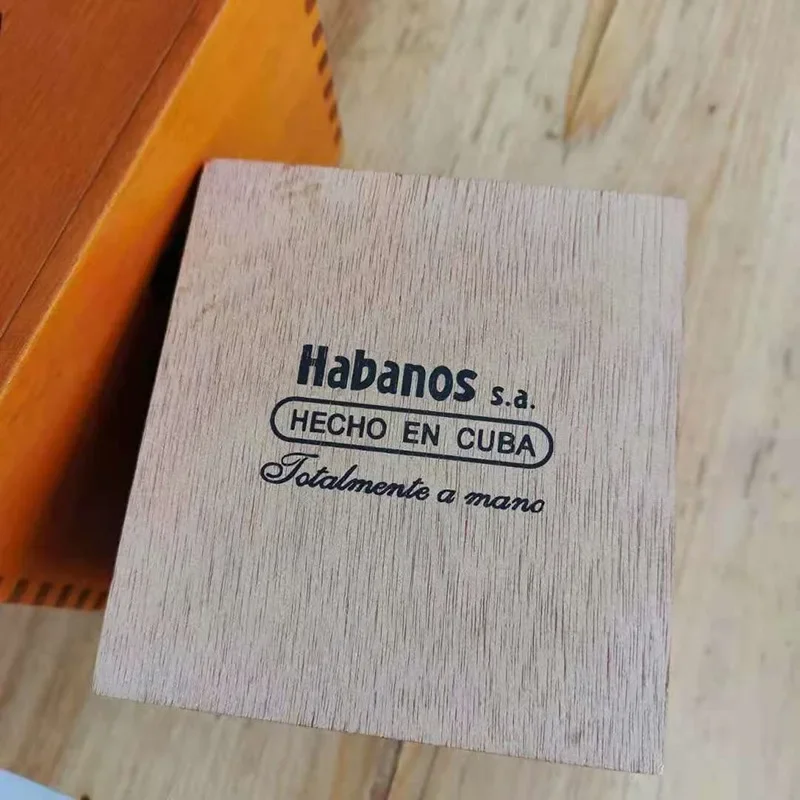 Habanos s.a.
HECHO EN CUBA
Totalmente a mano